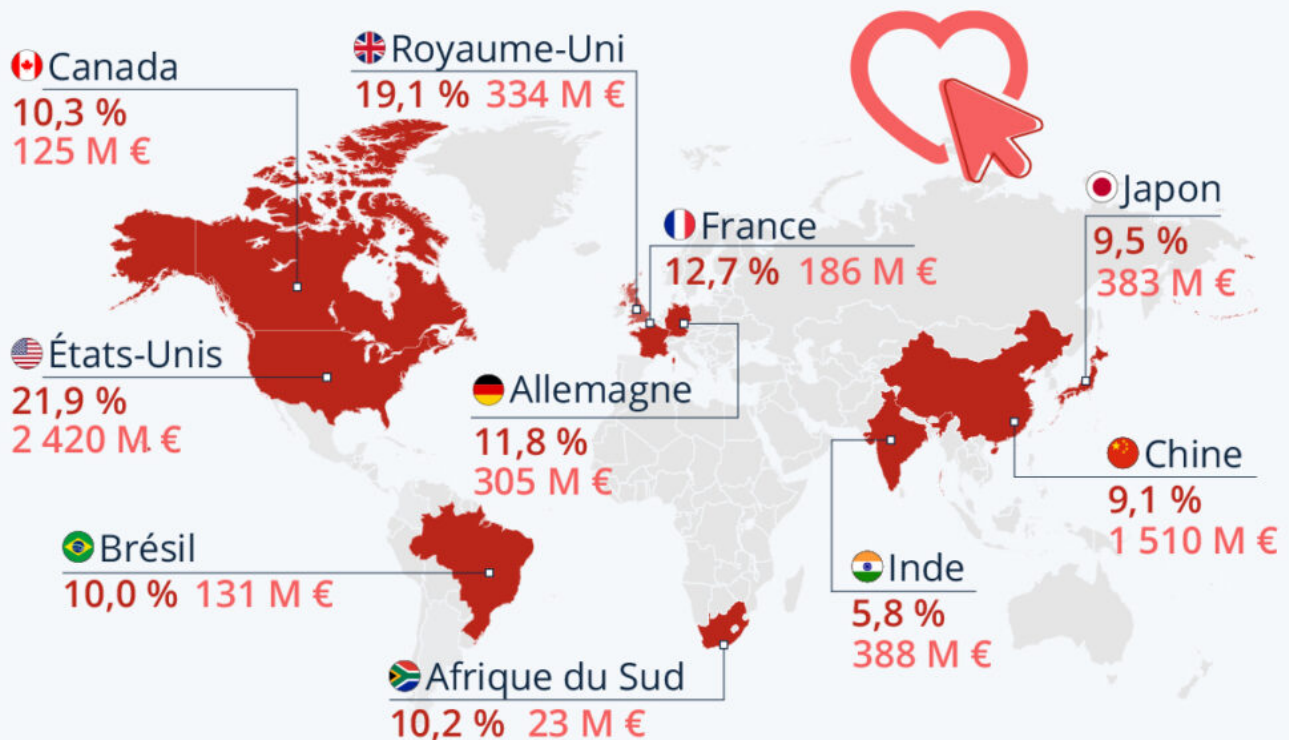 Canada
10,3 %
125 M €
Royaume-Uni
19,1 % 334 M €
France
12,7 % 186 M €
Japon
9,5 %
383 M €
États-Unis
21,9 %
2 420 M. €
Allemagne
11,8 %
305 M €
Chine
9,1 %
1 510 M €
Brésil
10,0 % 131 M €
Inde
5,8 %
388 M €
Afrique du Sud
10,2 % 23 M €